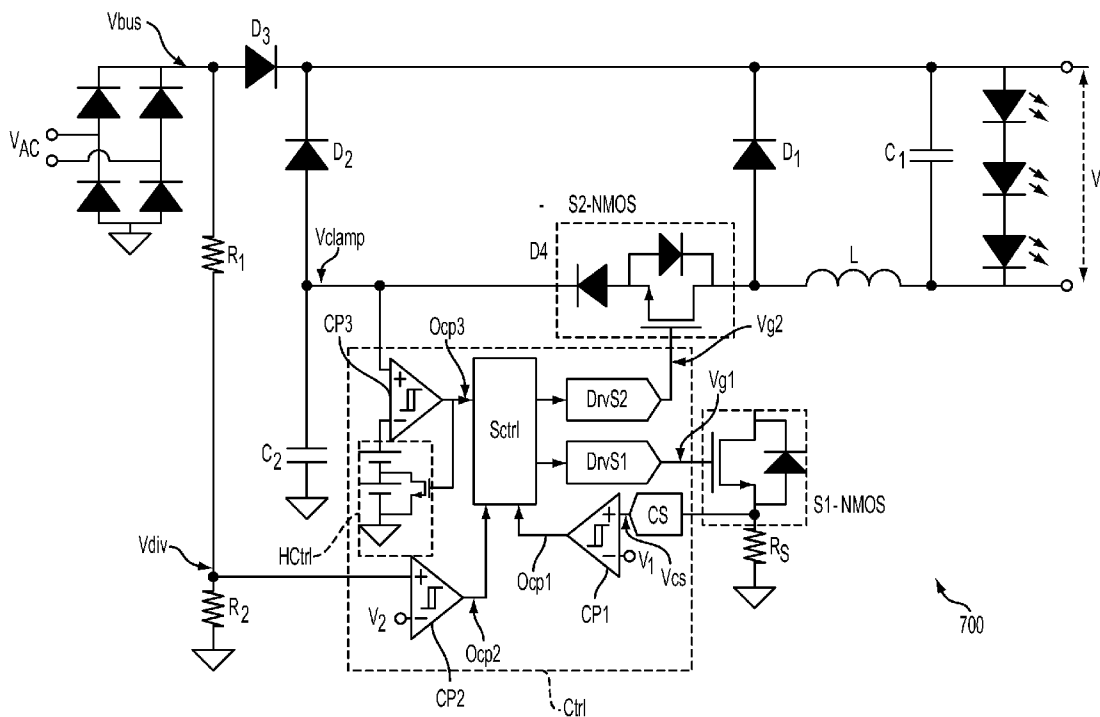 Vbus
D3
VAC
D2
D1
C1
V
S2-NMOS
R1
Vclamp
D4
L
CP3
Ocp3
Vg2
Vg1
DrvS2
Sctrl
C2
DrvS1
S1-NMOS
CS
HCtrl
RS
Vdiv
V1
Ocp1
Vcs
R2
CP1
V2
700
Ocp2
CP2
Ctrl